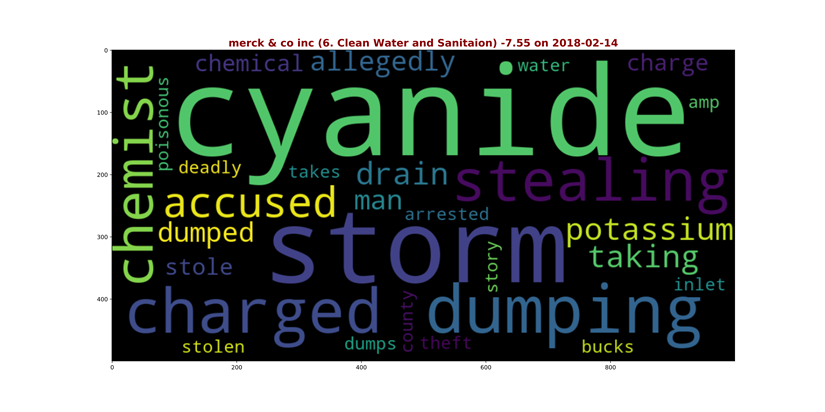 merck & co inc (6. Clean Water and Sanitaion) -7.55 on 2018-02-14
0
100
200
300
400
0
200
400
600
800
chemical
allegedly
water
charge
cyanide
amp
chemist
poisonous
deadly
takes
drain
stealing
accused
man
arrested
dumped
storm
potassium
taking
stole
story
inlet
charged
dumping
county
stolen
dumps
theft
bucks